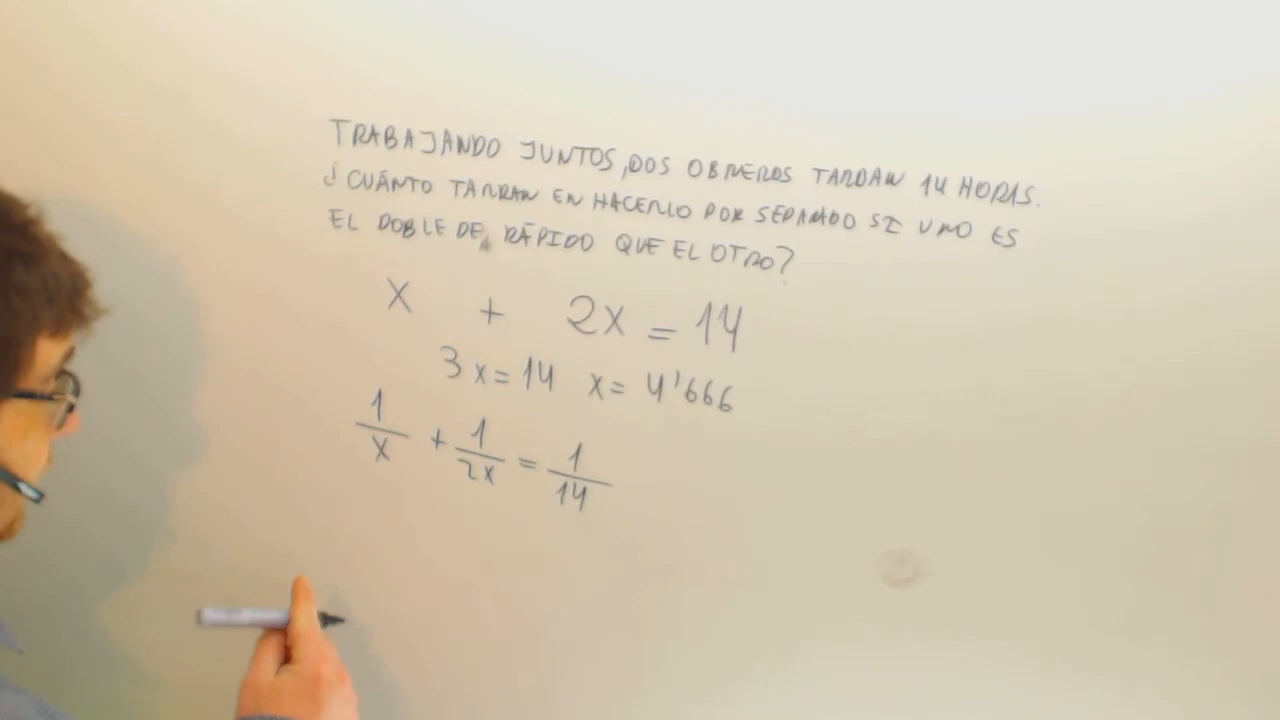 TRABAJANDO JUNTOS, DOS OBREROS TARDAN 14 HORAS.
¿CUÁNTO TARRAN EN HACERLO POR SEPARADO SI UNO ES
EL DOBLE DE RÁPIDO QUE EL OTRO?
x + 2x = 14
3x = 14 x = 4'666
1/x + 1/2x = 1/14